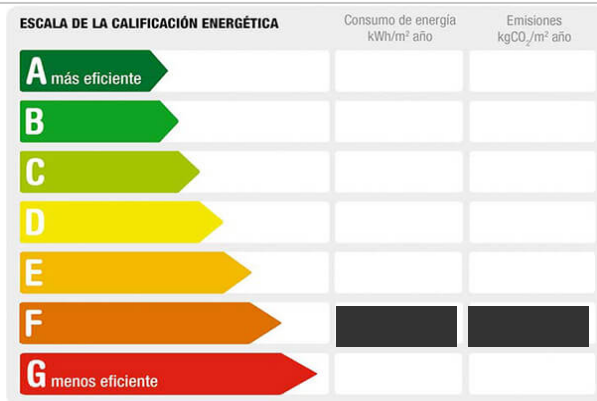 ESCALA DE LA CALIFICACIÓN ENERGÉTICA
Consumo de energía
kWh/m² año
Emisiones
kgCO₂/m² año
A más eficiente
B
C
D
E
F
G menos eficiente